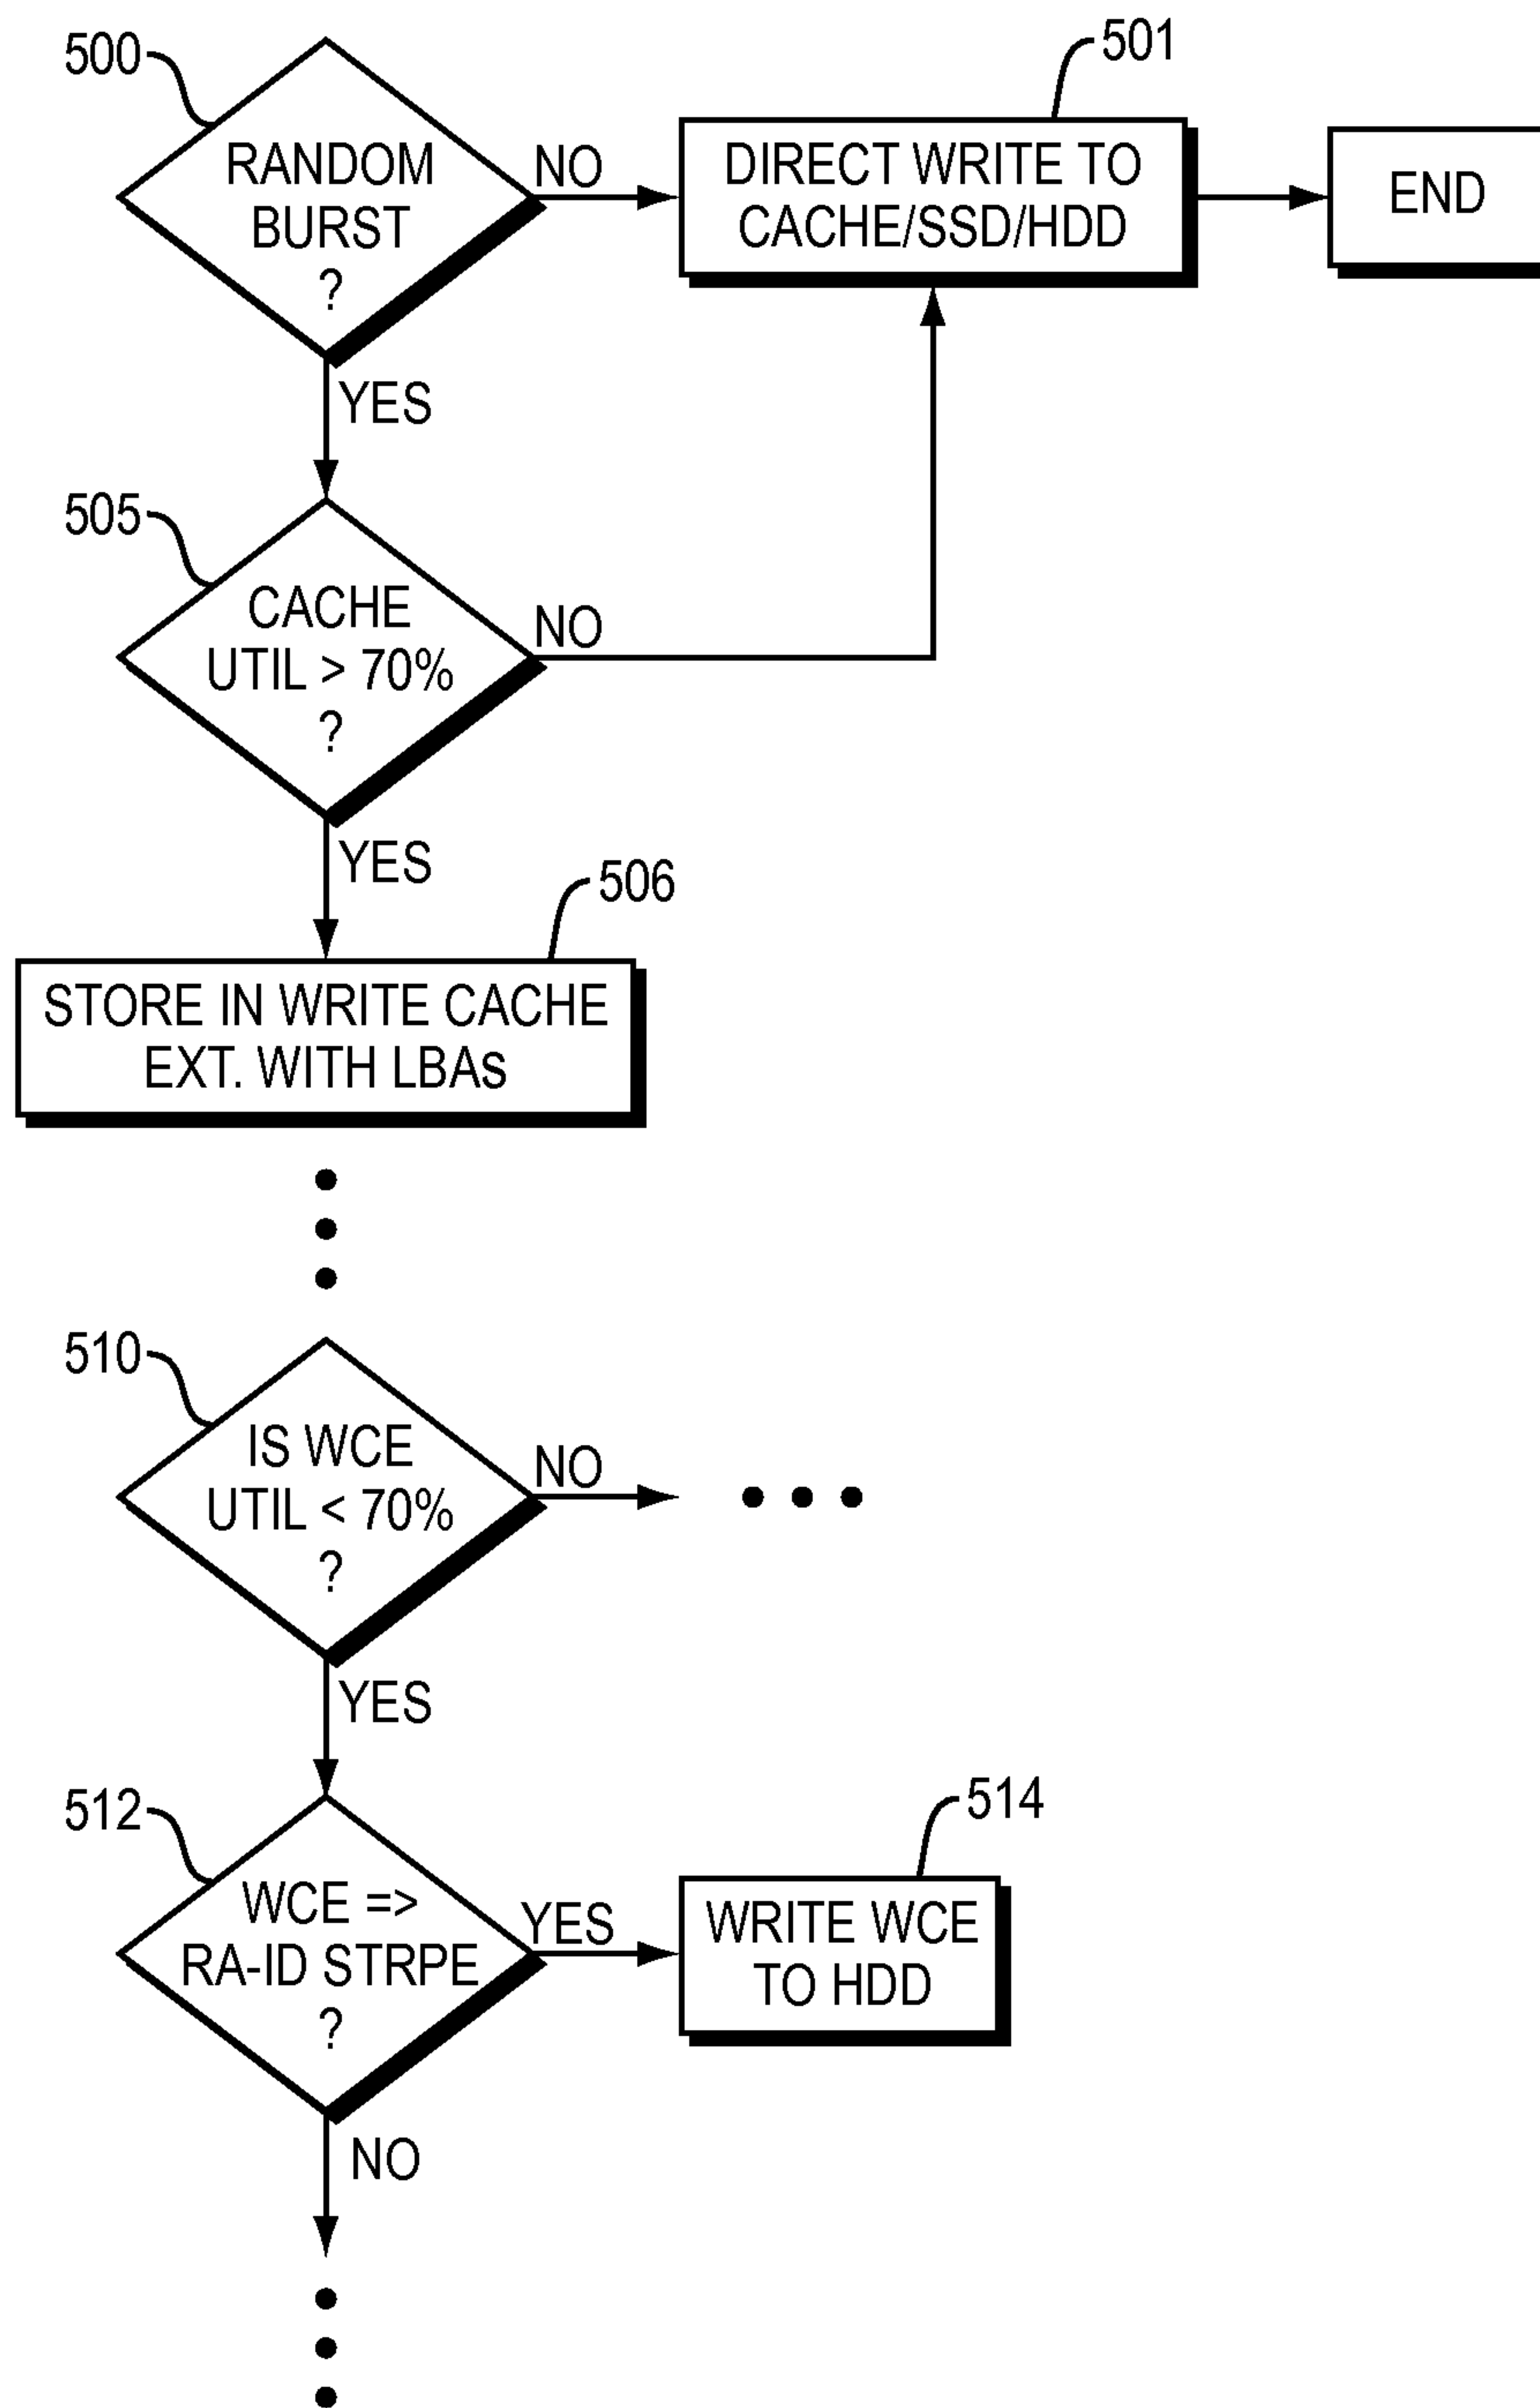 500
RANDOM
BURST
?
NO
501
DIRECT WRITE TO
CACHE/SSD/HDD
END
YES
505
CACHE
UTIL > 70%
?
NO
YES
506
STORE IN WRITE CACHE
EXT. WITH LBAs
510
IS WCE
UTIL < 70%
?
NO
YES
512
WCE =>
RA-ID STRPE
?
YES
514
WRITE WCE
TO HDD
NO